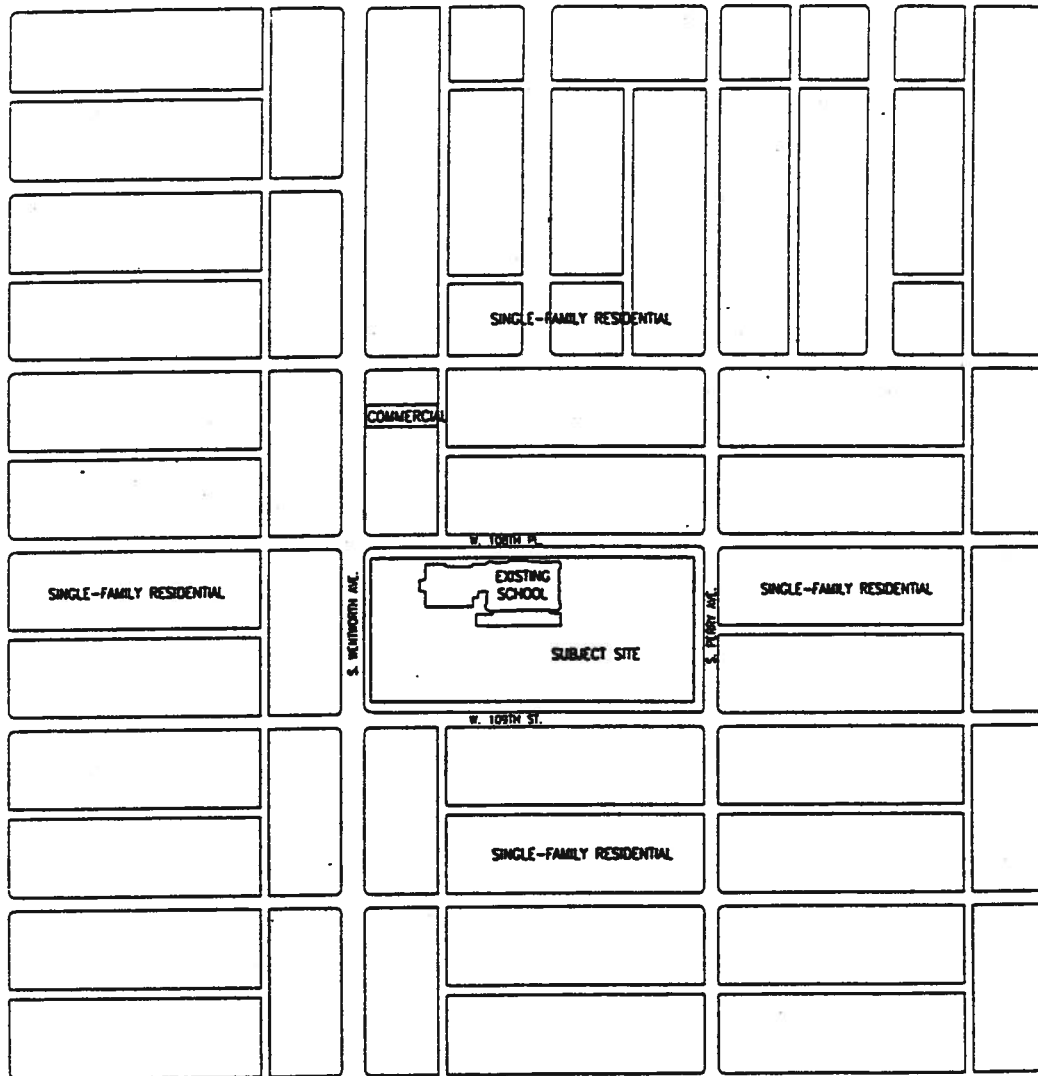 SINGLE-FAMILY RESIDENTIAL
COMMERCIAL
W. 108TH PL.
EXISTING
SCHOOL
SINGLE-FAMILY RESIDENTIAL
S. WENTWORTH AVE.
SINGLE-FAMILY RESIDENTIAL
S. PERRY AVE.
SUBJECT SITE
W. 109TH ST.
SINGLE-FAMILY RESIDENTIAL